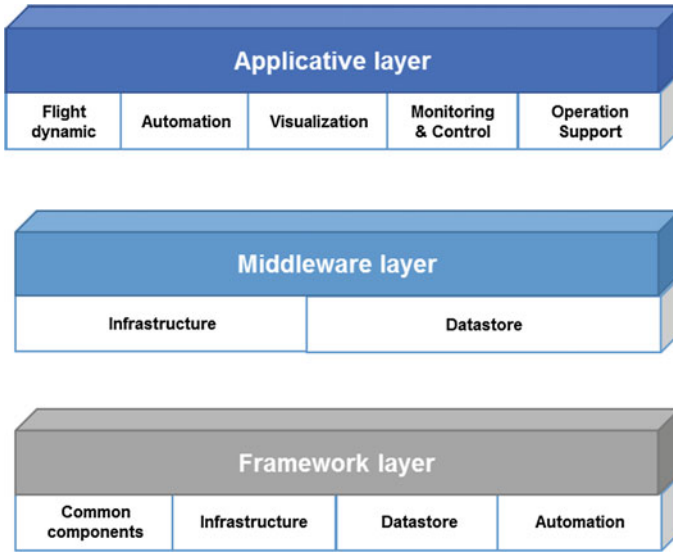 Applicative layer
Flight
dynamic
Automation
Visualization
Monitoring
& Control
Operation
Support
Middleware layer
Infrastructure
Datastore
Framework layer
Common
components
Infrastructure
Datastore
Automation